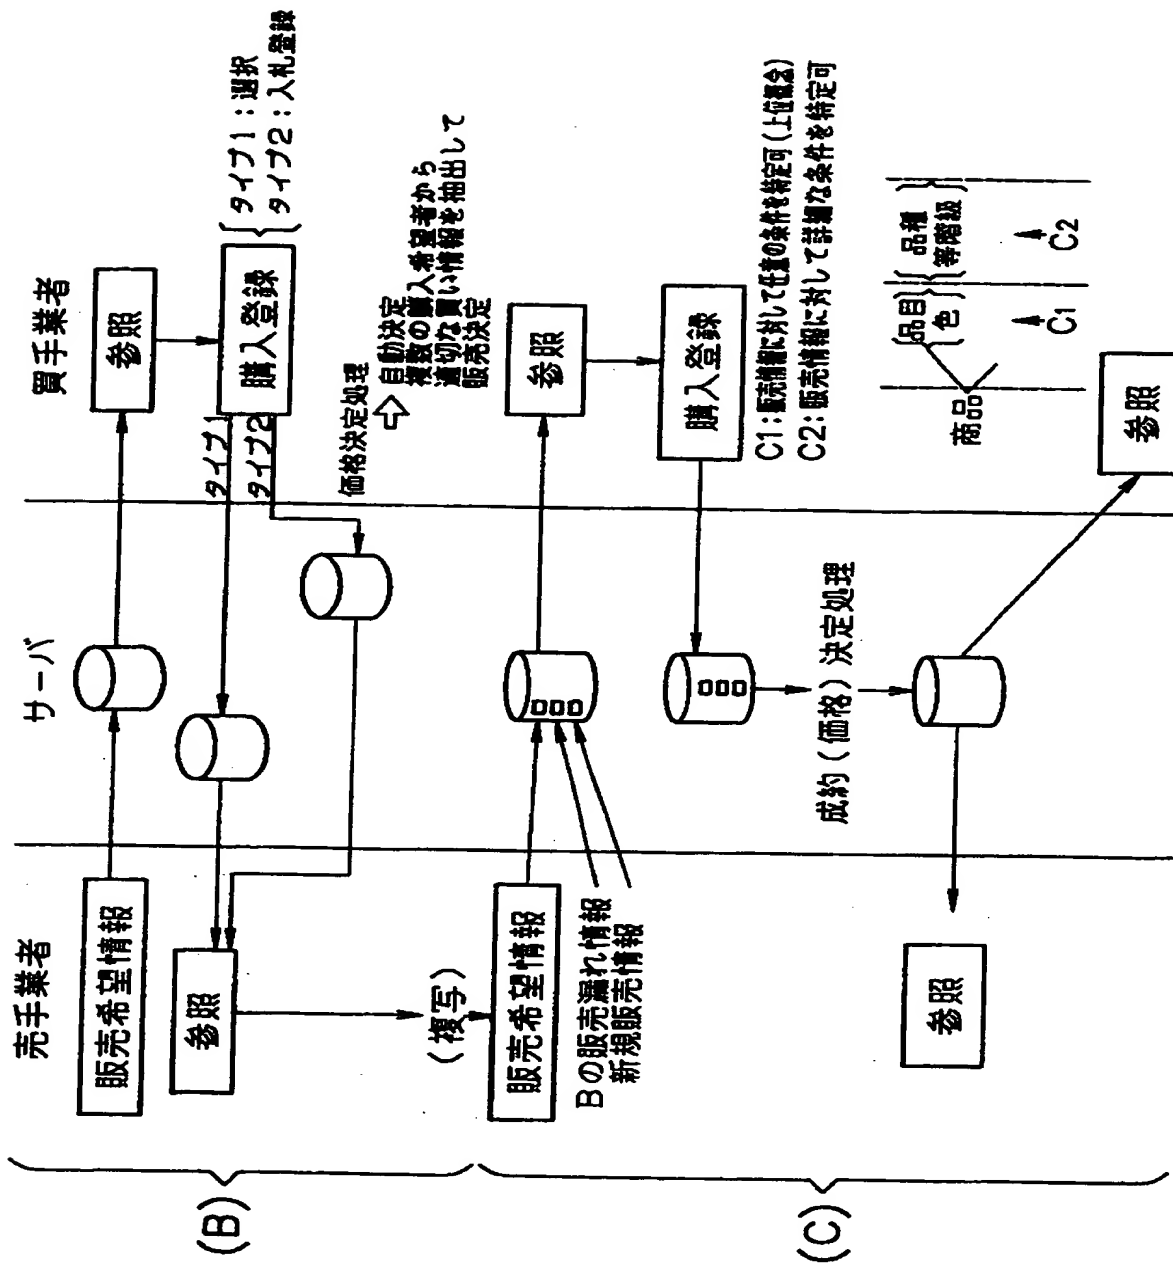 売手業者
サーバ
買手業者
(B)
販売希望情報
参照
参照
購入登録
タイプ1:選択
タイプ2:入札登録
タイプ1
タイプ2
価格決定処理
自動決定
複数の購入希望者から
適切な買い情報を抽出して
販売決定
(複写)
(C)
販売希望情報
Bの販売漏れ情報
新規販売情報
参照
購入登録
C1:販売情報に対して任意の条件を特定可(上位概念)
C2:販売情報に対して詳細な条件を特定可
成約(価格)決定処理
商品
品目
色
品種
等階級
C1
C2
参照
参照